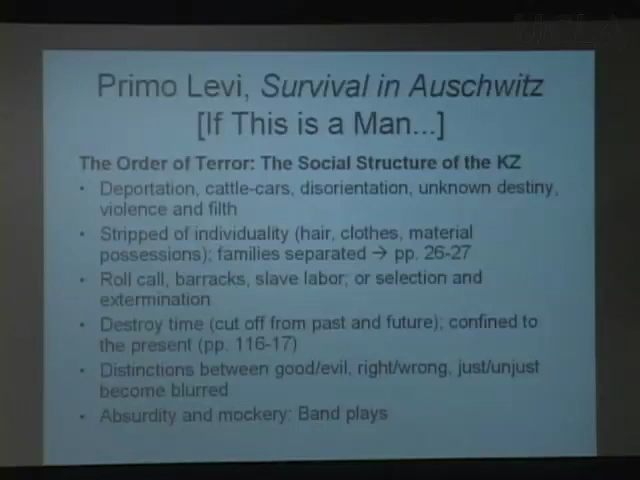 Primo Levi, Survival in Auschwitz
[If This is a Man...]
The Order of Terror: The Social Structure of the KZ
• Deportation, cattle-cars, disorientation, unknown destiny,
violence and filth
• Stripped of individuality (hair, clothes, material
possessions); families separated → pp. 26-27
• Roll call, barracks, slave labor; or selection and
extermination
• Destroy time (cut off from past and future); confined to
the present (pp. 116-17)
• Distinctions between good/evil, right/wrong, just/unjust
become blurred
• Absurdity and mockery: Band plays